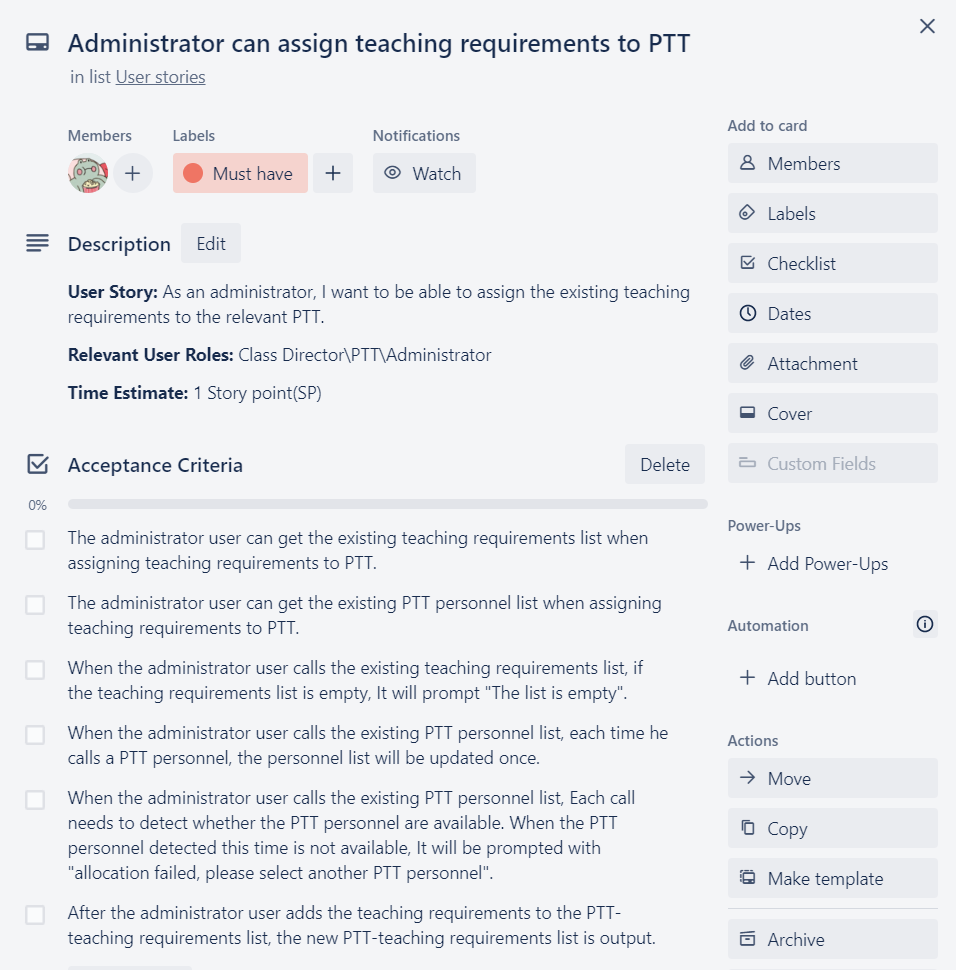 Administrator can assign teaching requirements to PTT
in list User stories
Members
Labels
Notifications
Must have
Watch
Description
Edit
User Story: As an administrator, I want to be able to assign the existing teaching
requirements to the relevant PTT.
Relevant User Roles: Class Director\PTT\Administrator
Time Estimate: 1 Story point(SP)
Acceptance Criteria
Delete
0%
The administrator user can get the existing teaching requirements list when
assigning teaching requirements to PTT.
The administrator user can get the existing PTT personnel list when assigning
teaching requirements to PTT.
When the administrator user calls the existing teaching requirements list, if
the teaching requirements list is empty, It will prompt "The list is empty".
When the administrator user calls the existing PTT personnel list, each time he
calls a PTT personnel, the personnel list will be updated once.
When the administrator user calls the existing PTT personnel list, Each call
needs to detect whether the PTT personnel are available. When the PTT
personnel detected this time is not available, It will be prompted with
"allocation failed, please select another PTT personnel".
After the administrator user adds the teaching requirements to the PTT-
teaching requirements list, the new PTT-teaching requirements list is output.
Add to card
Members
Labels
Checklist
Dates
Attachment
Cover
Custom Fields
Power-Ups
Add Power-Ups
Automation
Add button
Actions
Move
Copy
Make template
Archive